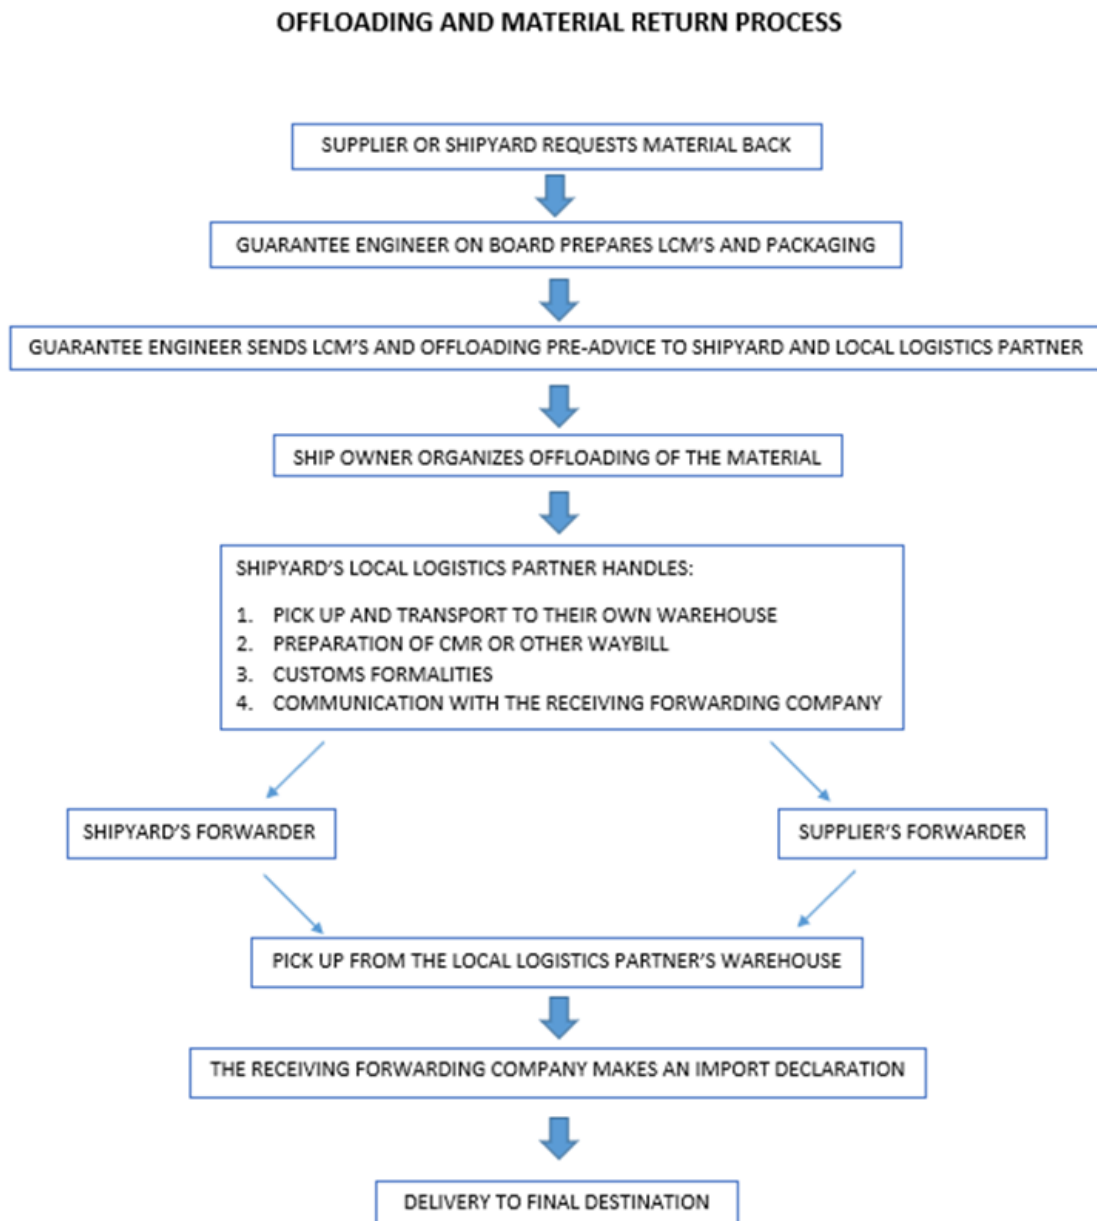 OFFLOADING AND MATERIAL RETURN PROCESS
SUPPLIER OR SHIPYARD REQUESTS MATERIAL BACK
GUARANTEE ENGINEER ON BOARD PREPARES LCM'S AND PACKAGING
GUARANTEE ENGINEER SENDS LCM'S AND OFFLOADING PRE-ADVICE TO SHIPYARD AND LOCAL LOGISTICS PARTNER
SHIP OWNER ORGANIZES OFFLOADING OF THE MATERIAL
SHIPYARD'S LOCAL LOGISTICS PARTNER HANDLES:
1. PICK UP AND TRANSPORT TO THEIR OWN WAREHOUSE
2. PREPARATION OF CMR OR OTHER WAYBILL
3. CUSTOMS FORMALITIES
4. COMMUNICATION WITH THE RECEIVING FORWARDING COMPANY
SHIPYARD'S FORWARDER
SUPPLIER'S FORWARDER
PICK UP FROM THE LOCAL LOGISTICS PARTNER'S WAREHOUSE
THE RECEIVING FORWARDING COMPANY MAKES AN IMPORT DECLARATION
DELIVERY TO FINAL DESTINATION